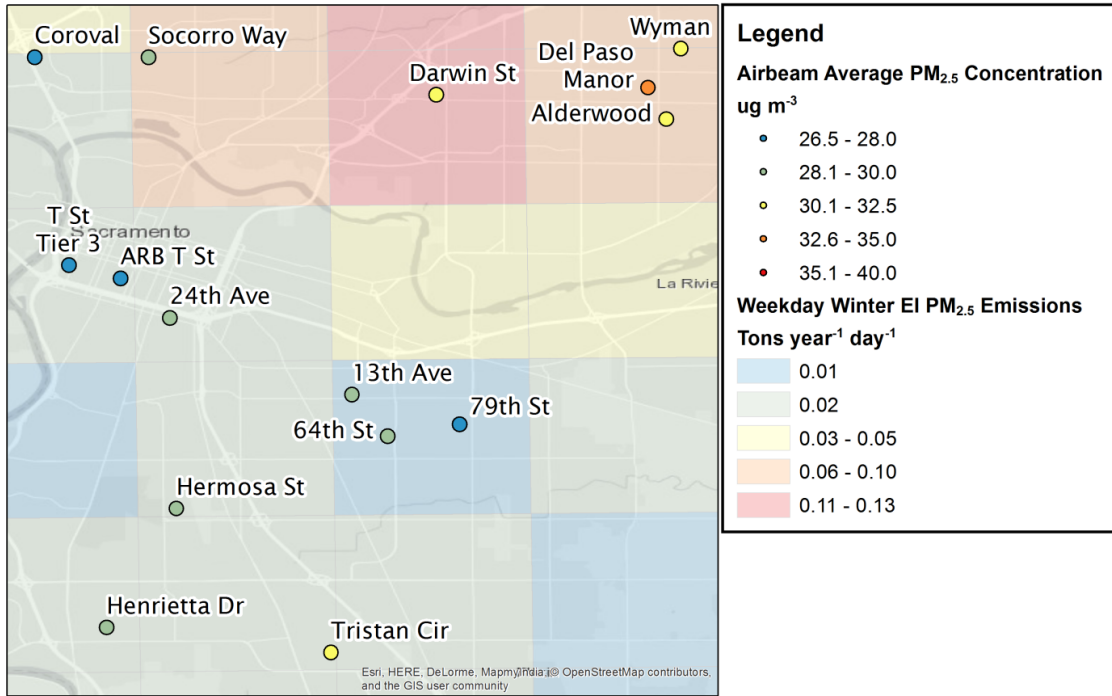 Coroval
Socorro Way
Wyman
Del Paso
Manor
Darwin St
Alderwood
T St
Sacramento
Tier 3
ARB T St
La Rivie
24th Ave
13th Ave
79th St
64th St
Hermosa St
Henrietta Dr
Tristan Cir
Esri, HERE, DeLorme, MapmyIndia, © OpenStreetMap contributors,
and the GIS user community
Legend
Airbeam Average PM2.5 Concentration
ug m-3
26.5 - 28.0
28.1 - 30.0
30.1 - 32.5
32.6 - 35.0
35.1 - 40.0
Weekday Winter EI PM2.5 Emissions
Tons year-1 day-1
0.01
0.02
0.03 - 0.05
0.06 - 0.10
0.11 - 0.13